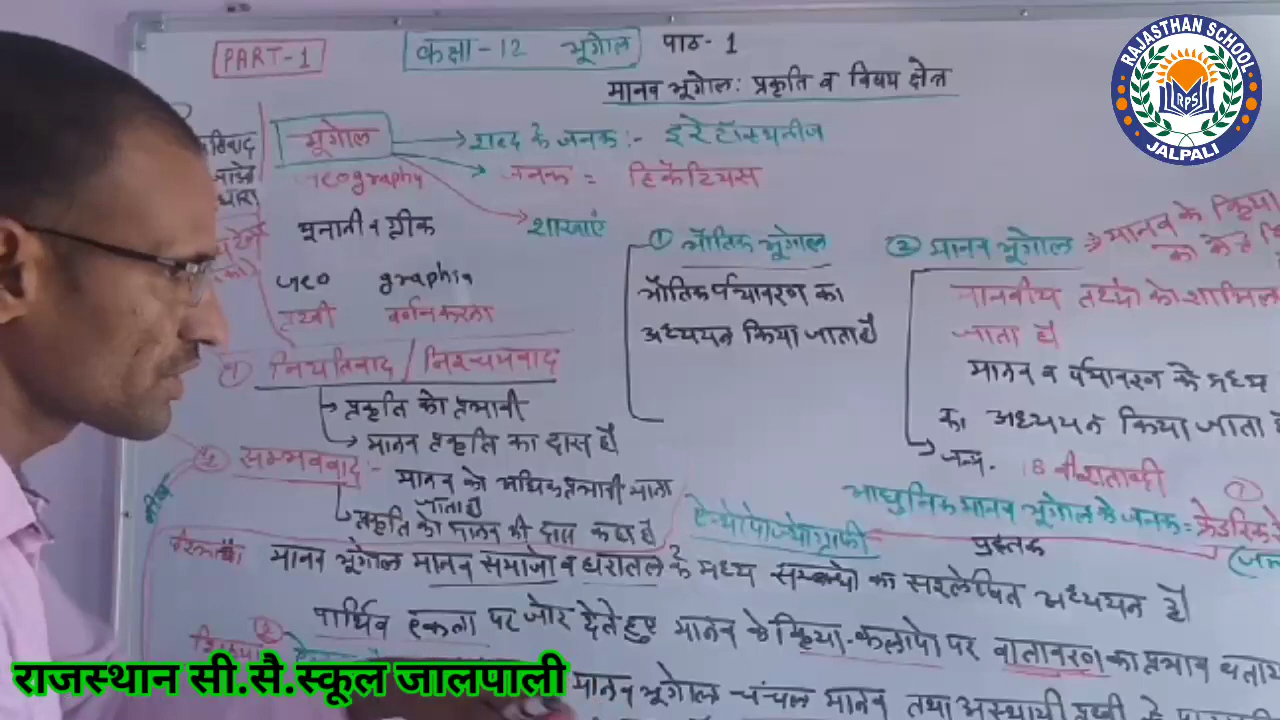 PART-1
कक्षा-12 भूगोल पाठ-1
मानव भूगोल: प्रकृति व विषय क्षेत्र
भूगोल
शब्द के जनक:- इरेटॉस्थनीज
Geography
जनक = हिकेटियस
शाखाएं
यूनानी व ग्रीक
Geo graphia
पृथ्वी वर्णन करना
① भौतिक भूगोल
भौतिक पर्यावरण का
अध्ययन किया जाता है
② मानव भूगोल → मानव के क्रिया
मानवीय तथ्यों को शामिल
जाता है
मानव व पर्यावरण के मध्य
का अध्ययन किया जाता है
जन्म - 18 वी शताब्दी
आधुनिक मानव भूगोल के जनक = फ्रेडरिक
① नियतिवाद / निश्चयवाद
प्रकृति को प्रभावी
मानव प्रकृति का दास है
② सम्भववाद:-
मानव को अधिक प्रभावी माना
जाता है
प्रकृति को मानव की दास कहा है
ऐन्थ्रोपोज्योग्राफी
पुस्तक
मानव भूगोल मानव समाजो व धरातल के मध्य सम्बन्धो का संश्लेषित अध्ययन है
पार्थिव एकता पर जोर देते हुए मानव के क्रिया-कलापो पर वातावरण का प्रभाव बताया
मानव भूगोल चंचल मानव तथा अस्थायी पृथ्वी के
RAJASTHAN SCHOOL
RPS
JALPALI
राजस्थान सी.सै.स्कूल जालपाली